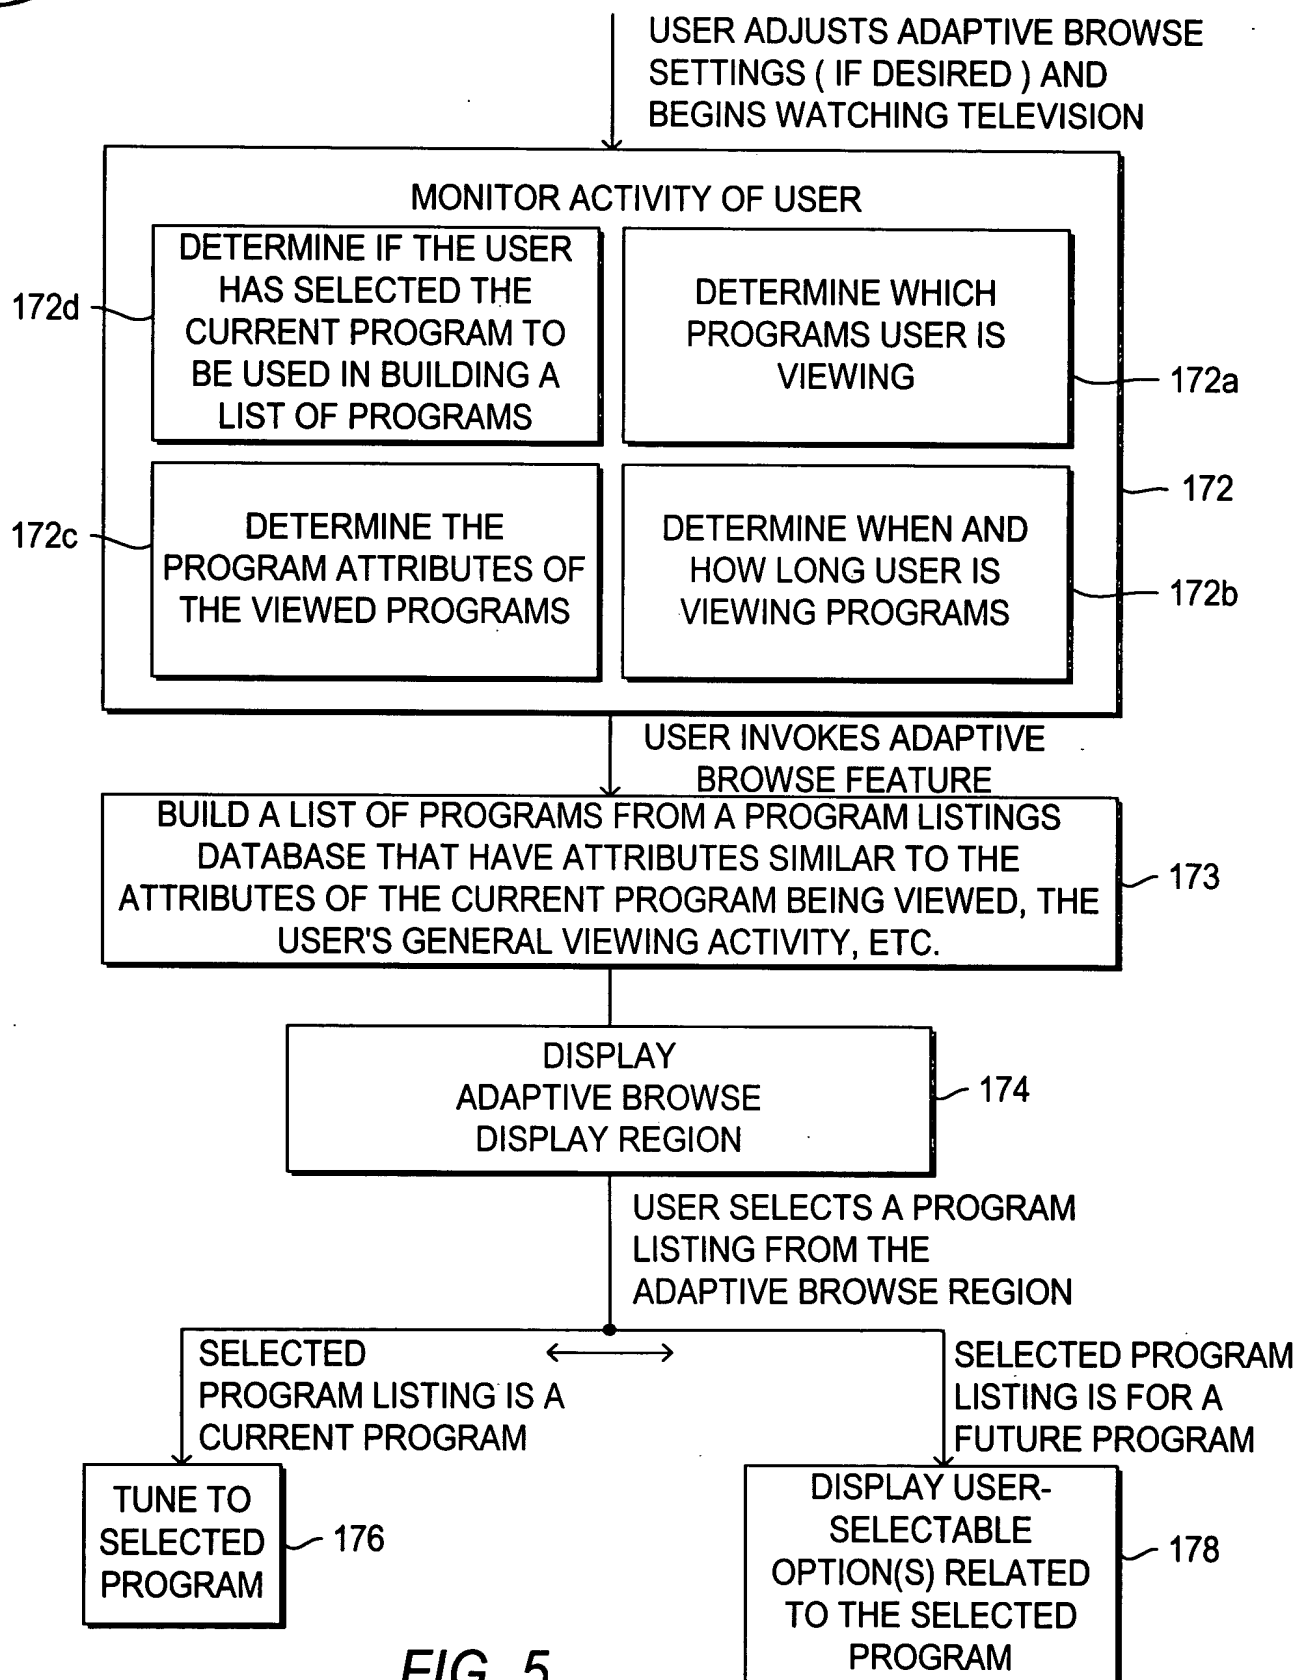 USER ADJUSTS ADAPTIVE BROWSE
SETTINGS ( IF DESIRED ) AND
BEGINS WATCHING TELEVISION
MONITOR ACTIVITY OF USER
172d
DETERMINE IF THE USER
HAS SELECTED THE
CURRENT PROGRAM TO
BE USED IN BUILDING A
LIST OF PROGRAMS
DETERMINE WHICH
PROGRAMS USER IS
VIEWING
172a
172
172c
DETERMINE THE
PROGRAM ATTRIBUTES OF
THE VIEWED PROGRAMS
DETERMINE WHEN AND
HOW LONG USER IS
VIEWING PROGRAMS
172b
USER INVOKES ADAPTIVE
BROWSE FEATURE
BUILD A LIST OF PROGRAMS FROM A PROGRAM LISTINGS
DATABASE THAT HAVE ATTRIBUTES SIMILAR TO THE
ATTRIBUTES OF THE CURRENT PROGRAM BEING VIEWED, THE
USER'S GENERAL VIEWING ACTIVITY, ETC.
173
DISPLAY
ADAPTIVE BROWSE
DISPLAY REGION
174
USER SELECTS A PROGRAM
LISTING FROM THE
ADAPTIVE BROWSE REGION
SELECTED
PROGRAM LISTING IS A
CURRENT PROGRAM
SELECTED PROGRAM
LISTING IS FOR A
FUTURE PROGRAM
TUNE TO
SELECTED
PROGRAM
176
DISPLAY USER-
SELECTABLE
OPTION(S) RELATED
TO THE SELECTED
PROGRAM
178
FIG. 5